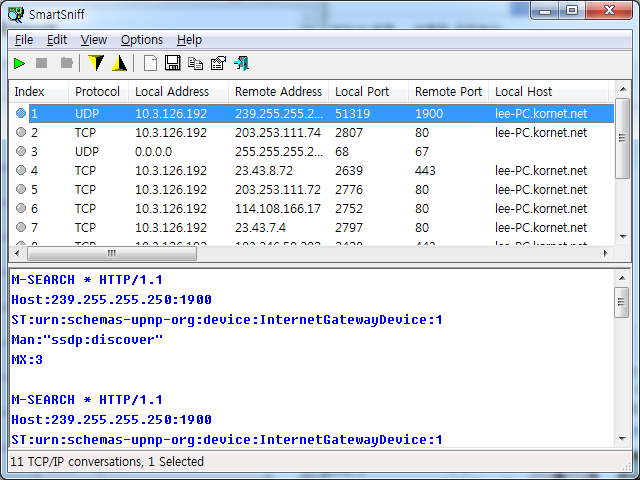 SmartSniff
File Edit View Options Help
Index Protocol Local Address Remote Address Local Port Remote Port Local Host
1 UDP 10.3.126.192 239.255.255.2... 51319 1900 lee-PC.kornet.net
2 TCP 10.3.126.192 203.253.111.74 2807 80 lee-PC.kornet.net
3 UDP 0.0.0.0 255.255.255.2... 68 67
4 TCP 10.3.126.192 23.43.8.72 2639 443 lee-PC.kornet.net
5 TCP 10.3.126.192 203.253.111.72 2776 80 lee-PC.kornet.net
6 TCP 10.3.126.192 114.108.166.17 2752 80 lee-PC.kornet.net
7 TCP 10.3.126.192 23.43.7.4 2797 80 lee-PC.kornet.net
M-SEARCH * HTTP/1.1
Host:239.255.255.250:1900
ST:urn:schemas-upnp-org:device:InternetGatewayDevice:1
Man:"ssdp:discover"
MX:3
M-SEARCH * HTTP/1.1
Host:239.255.255.250:1900
ST:urn:schemas-upnp-org:device:InternetGatewayDevice:1
11 TCP/IP conversations, 1 Selected